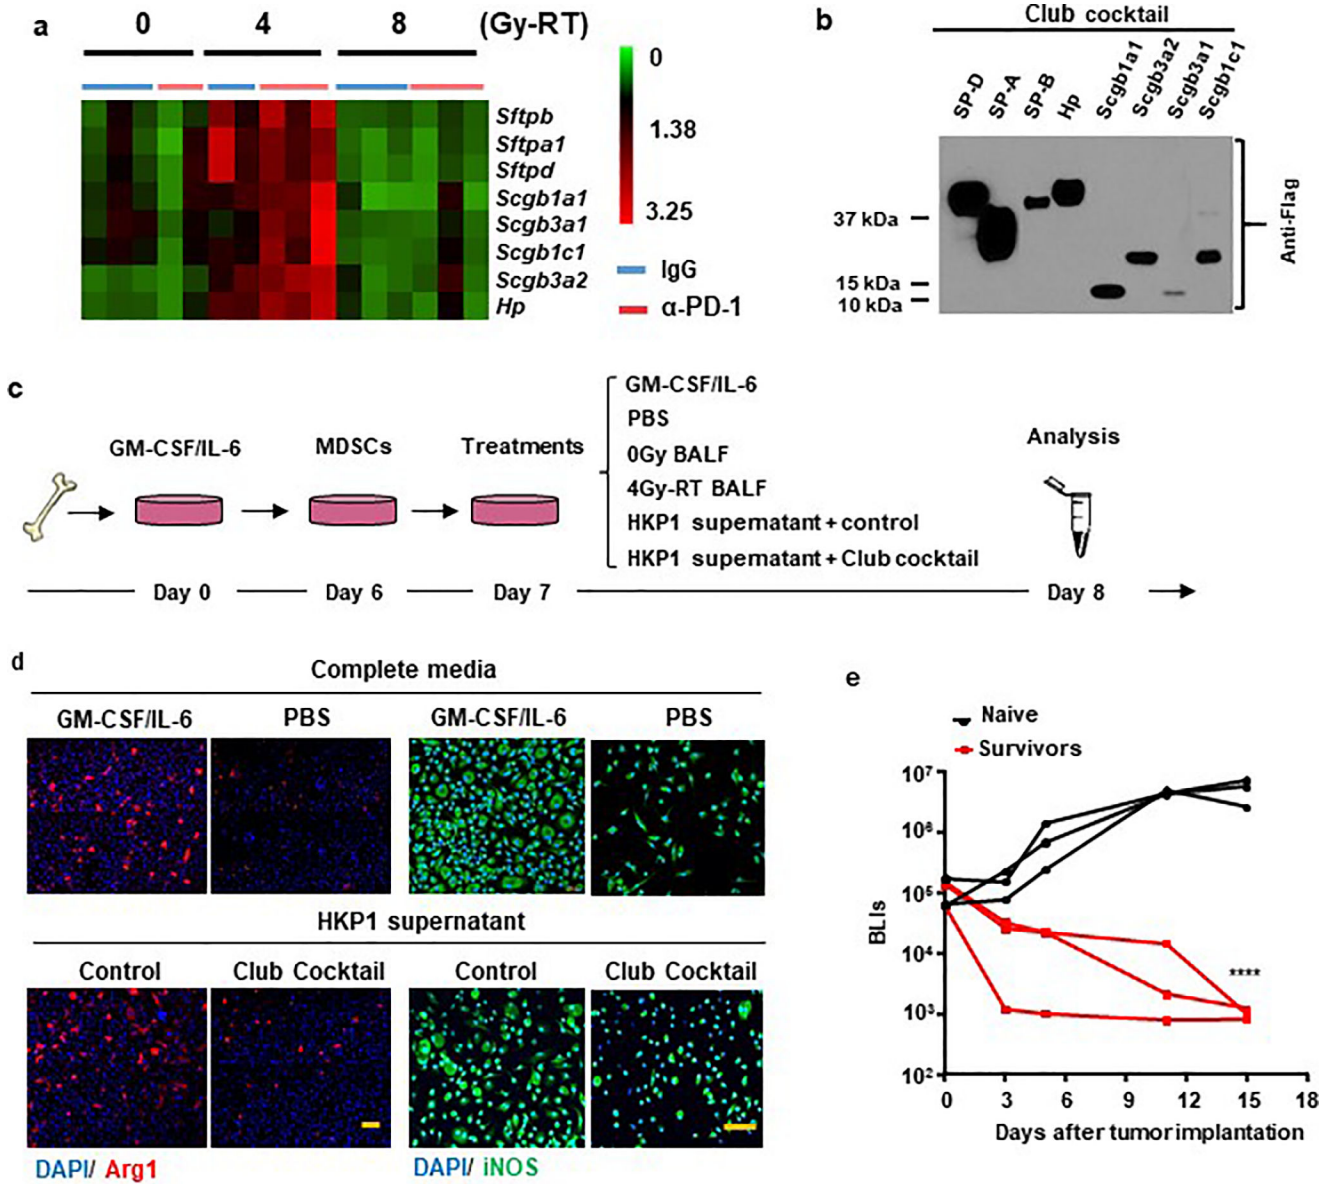 a
0 4 8 (Gy-RT)
Sftpb
Sftpa1
Sftpd
Scgb1a1
Scgb3a1
Scgb1c1
Scgb3a2
Hp
0
1.38
3.25
IgG
α-PD-1
b
Club cocktail
SP-D SP-A SP-B Hp Scgb1a1 Scgb3a2 Scgb3a1 Scgb1c1
37 kDa
15 kDa
10 kDa
Anti-Flag
c
GM-CSF/IL-6 MDSCs Treatments
GM-CSF/IL-6
PBS
0Gy BALF
4Gy-RT BALF
HKP1 supernatant + control
HKP1 supernatant + Club cocktail
Analysis
Day 0 Day 6 Day 7 Day 8
d
Complete media
GM-CSF/IL-6 PBS GM-CSF/IL-6 PBS
HKP1 supernatant
Control Club Cocktail Control Club Cocktail
DAPI/ Arg1 DAPI/ iNOS
e
Naive
Survivors
10⁷
10⁶
10⁵
10⁴
10³
10²
BLIs
****
0 3 6 9 12 15 18
Days after tumor implantation